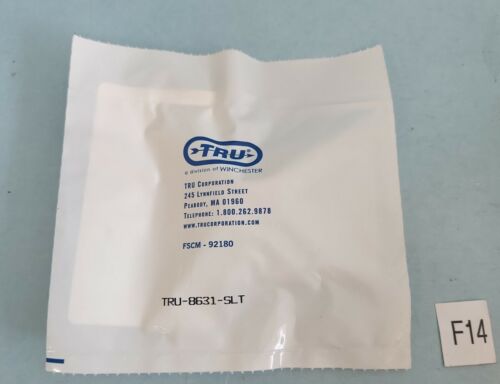 TRU®
a division of WINCHESTER
TRU CORPORATION
245 LYNNFIELD STREET
PEABODY, MA 01960
TELEPHONE: 1.800.262.9878
WWW.TRUCORPORATION.COM
FSCM - 92180
TRU-8631-SLT
F14